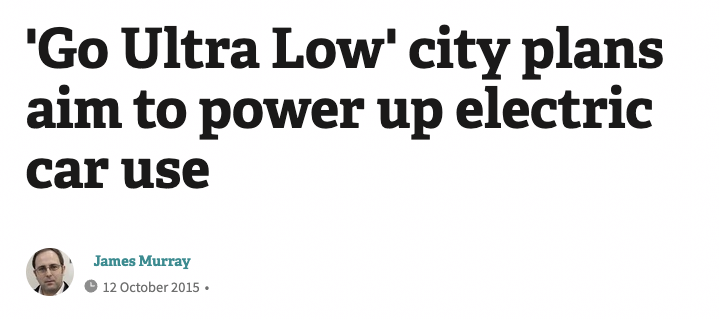 'Go Ultra Low' city plans
aim to power up electric
car use
James Murray
12 October 2015 •